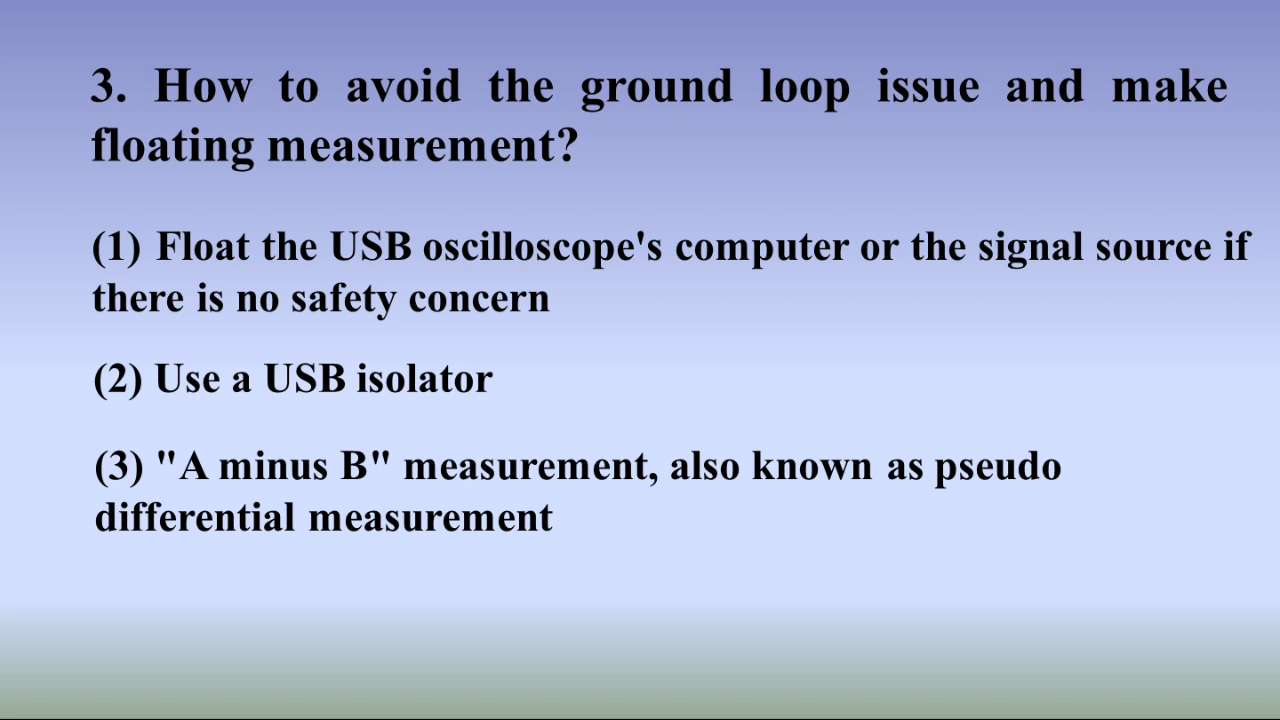 3. How to avoid the ground loop issue and make
floating measurement?
(1) Float the USB oscilloscope's computer or the signal source if
there is no safety concern
(2) Use a USB isolator
(3) "A minus B" measurement, also known as pseudo
differential measurement